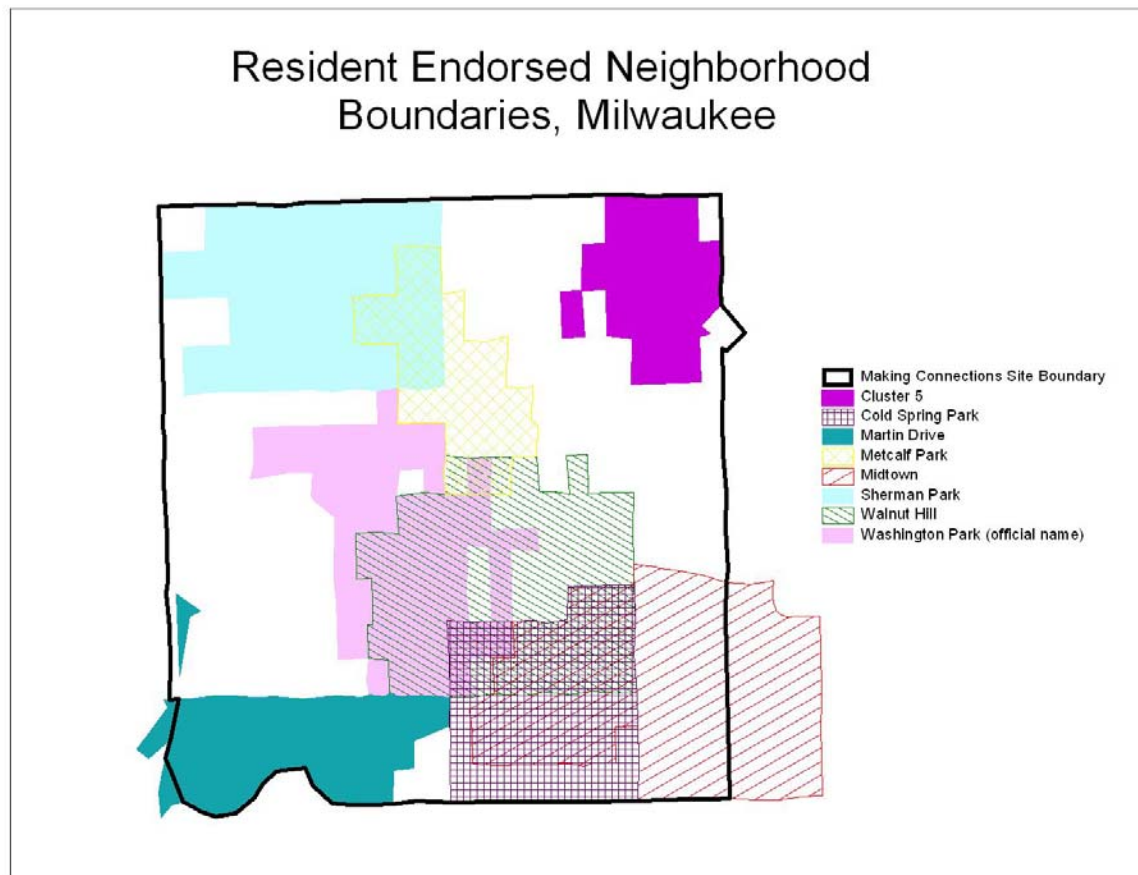 Resident Endorsed Neighborhood
Boundaries, Milwaukee
Making Connections Site Boundary
Cluster 5
Cold Spring Park
Martin Drive
Metcalf Park
Midtown
Sherman Park
Walnut Hill
Washington Park (official name)